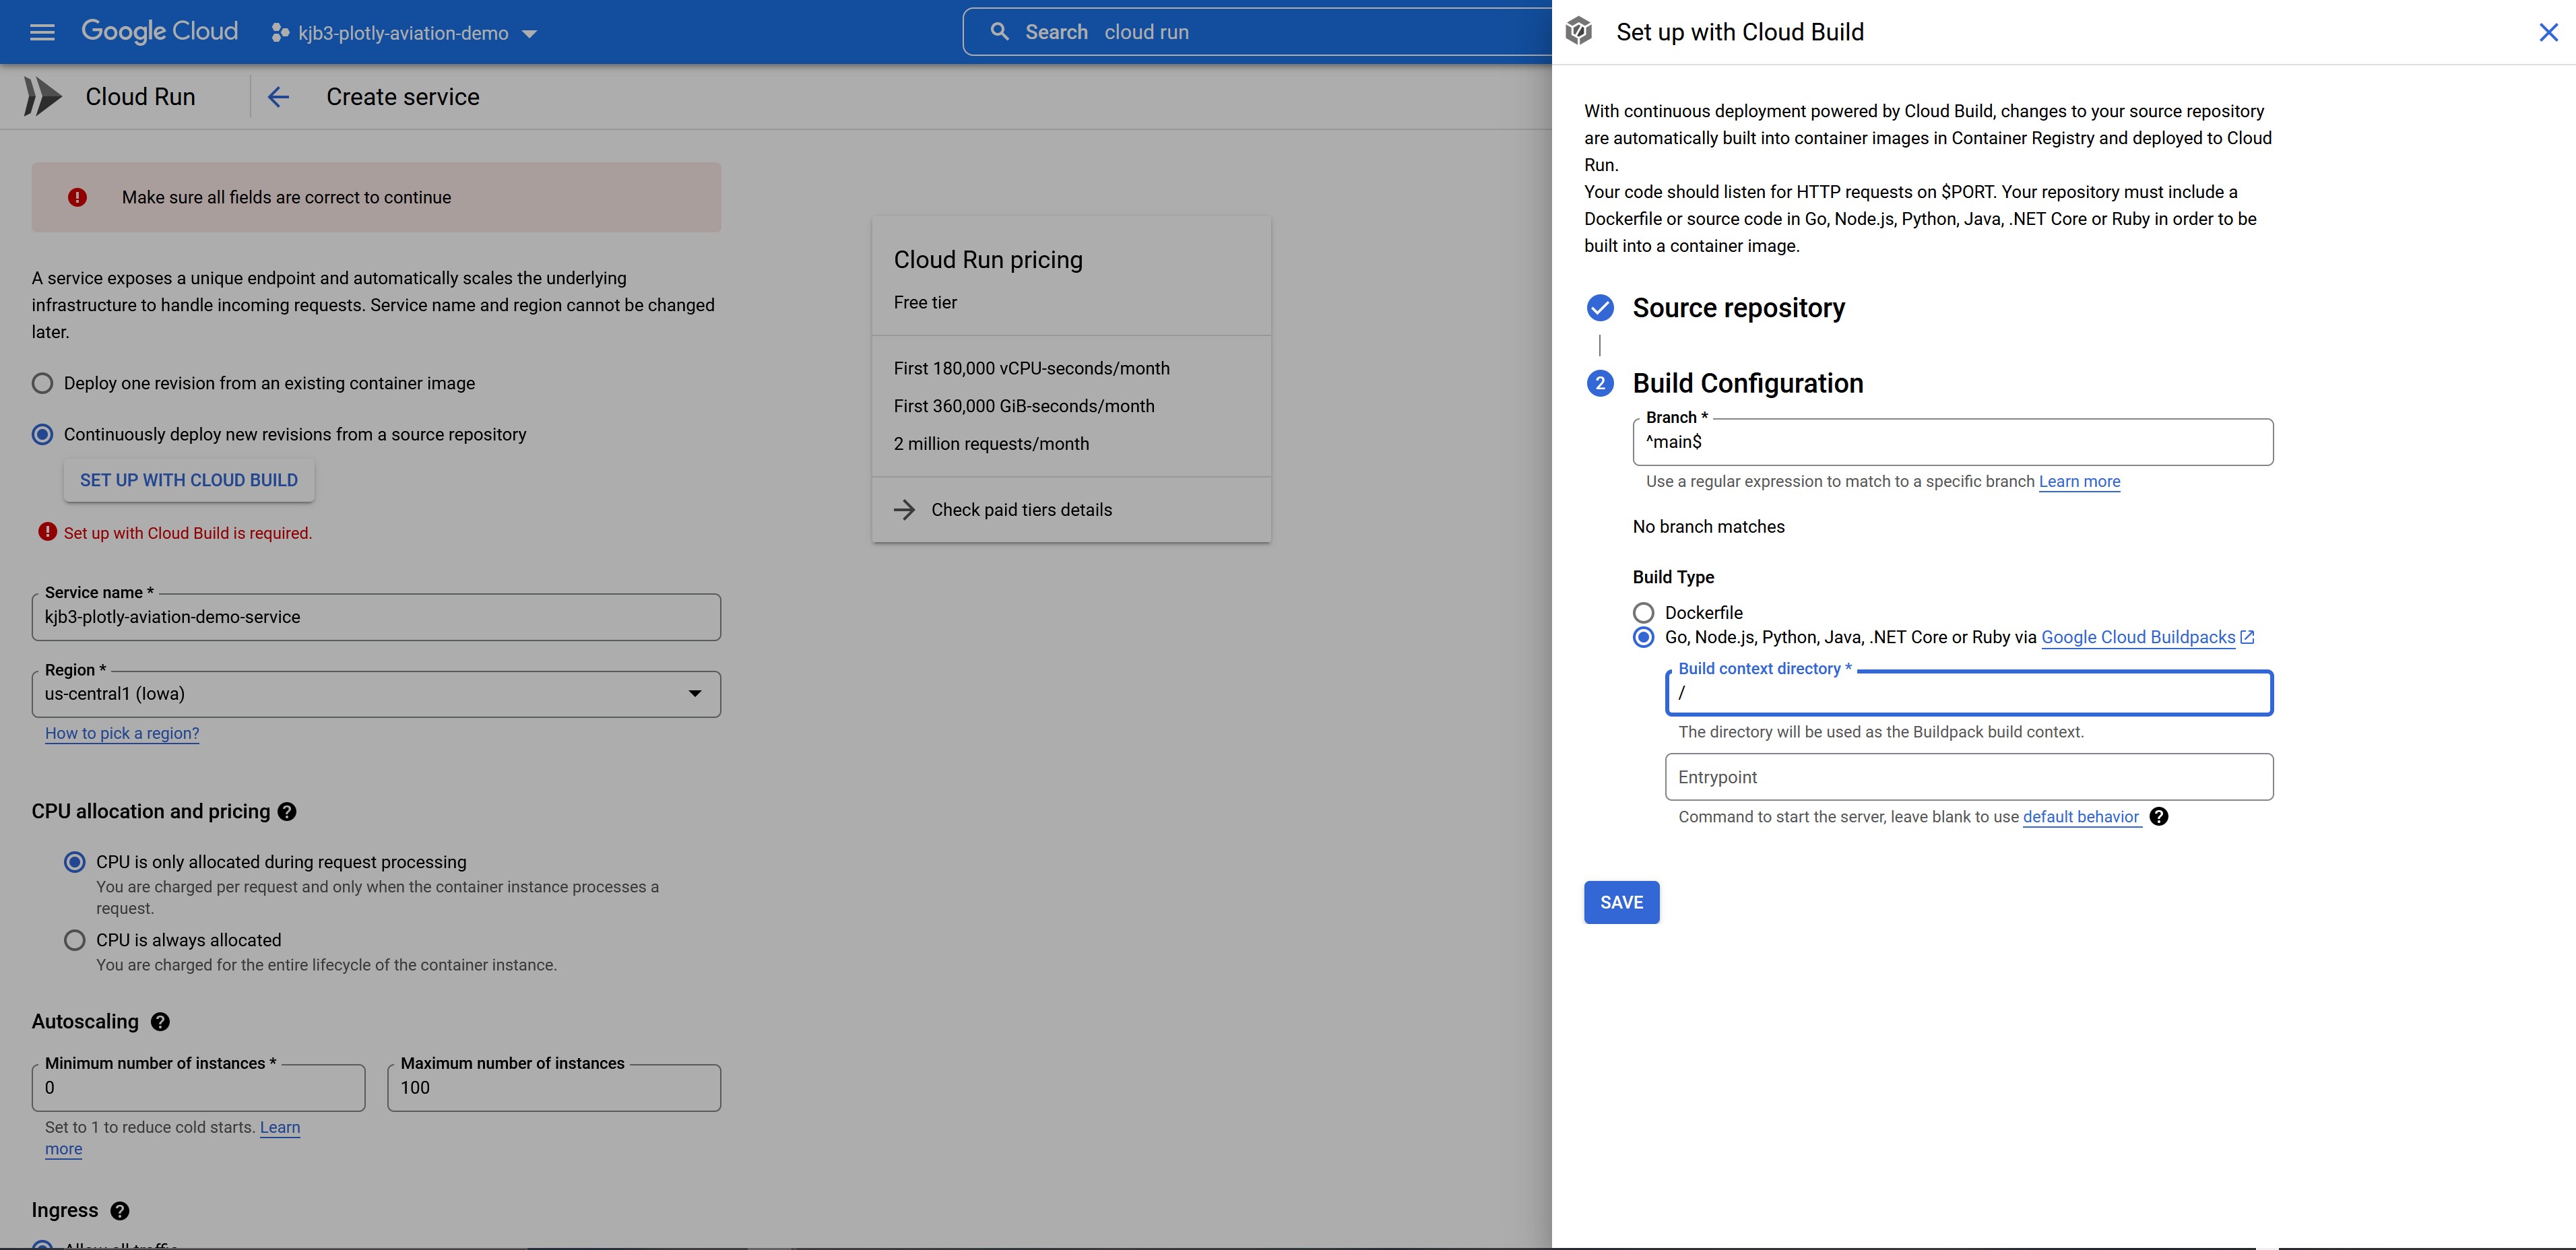 Google Cloud
kjb3-plotly-aviation-demo
Search cloud run
Cloud Run
Create service
Make sure all fields are correct to continue
A service exposes a unique endpoint and automatically scales the underlying
infrastructure to handle incoming requests. Service name and region cannot be changed
later.
Deploy one revision from an existing container image
Continuously deploy new revisions from a source repository
SET UP WITH CLOUD BUILD
Set up with Cloud Build is required.
Service name *
kjb3-plotly-aviation-demo-service
Region *
us-central1 (Iowa)
How to pick a region?
CPU allocation and pricing
CPU is only allocated during request processing
You are charged per request and only when the container instance processes a
request.
CPU is always allocated
You are charged for the entire lifecycle of the container instance.
Autoscaling
Minimum number of instances *
0
Maximum number of instances
100
Set to 1 to reduce cold starts. Learn
more
Ingress
Allow all traffic
Cloud Run pricing
Free tier
First 180,000 vCPU-seconds/month
First 360,000 GiB-seconds/month
2 million requests/month
Check paid tiers details
Set up with Cloud Build
With continuous deployment powered by Cloud Build, changes to your source repository
are automatically built into container images in Container Registry and deployed to Cloud
Run.
Your code should listen for HTTP requests on $PORT. Your repository must include a
Dockerfile or source code in Go, Node.js, Python, Java, .NET Core or Ruby in order to be
built into a container image.
Source repository
2 Build Configuration
Branch *
^main$
Use a regular expression to match to a specific branch Learn more
No branch matches
Build Type
Dockerfile
Go, Node.js, Python, Java, .NET Core or Ruby via Google Cloud Buildpacks
Build context directory *
/
The directory will be used as the Buildpack build context.
Entrypoint
Command to start the server, leave blank to use default behavior
SAVE